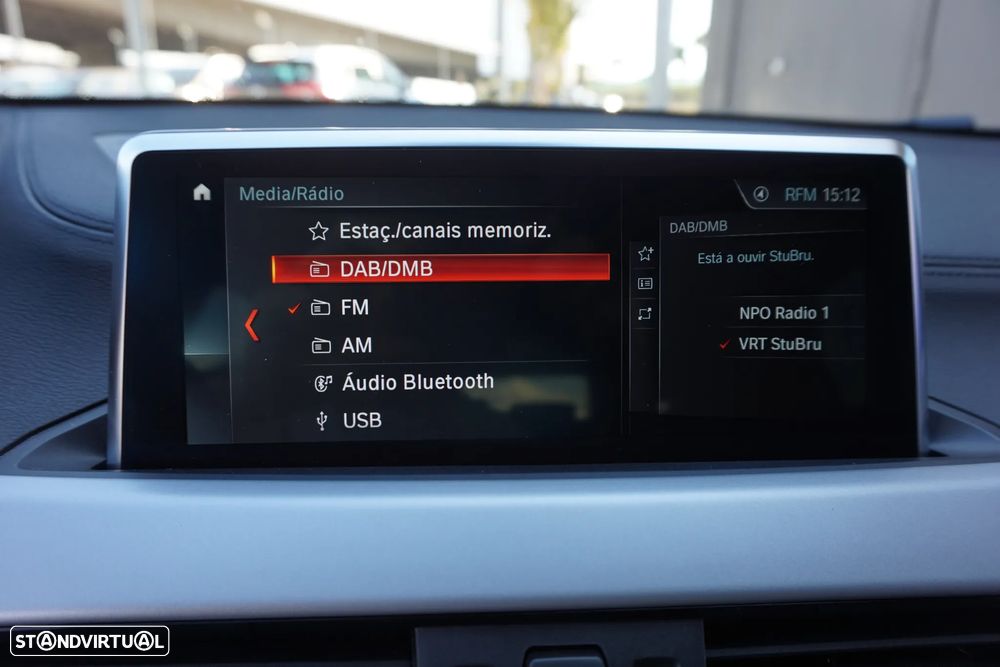 Media/Rádio
RFM 15:12
Estaç./canais memoriz.
DAB/DMB
FM
AM
Áudio Bluetooth
USB
DAB/DMB
Está a ouvir StuBru.
NPO Radio 1
VRT StuBru
STANDVIRTUAL